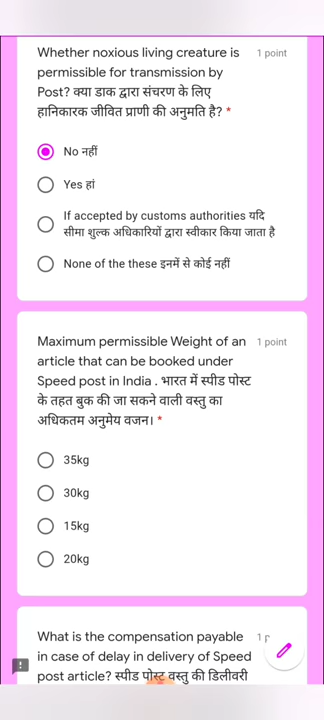 Whether noxious living creature is 1 point
permissible for transmission by
Post? क्या डाक द्वारा संचरण के लिए
हानिकारक जीवित प्राणी की अनुमति है? *
No नहीं
Yes हां
If accepted by customs authorities यदि
सीमा शुल्क अधिकारियों द्वारा स्वीकार किया जाता है
None of the these इनमें से कोई नहीं
Maximum permissible Weight of an 1 point
article that can be booked under
Speed post in India . भारत में स्पीड पोस्ट
के तहत बुक की जा सकने वाली वस्तु का
अधिकतम अनुमेय वजन। *
35kg
30kg
15kg
20kg
What is the compensation payable 1
in case of delay in delivery of Speed
post article? स्पीड पोस्ट वस्तु की डिलीवरी